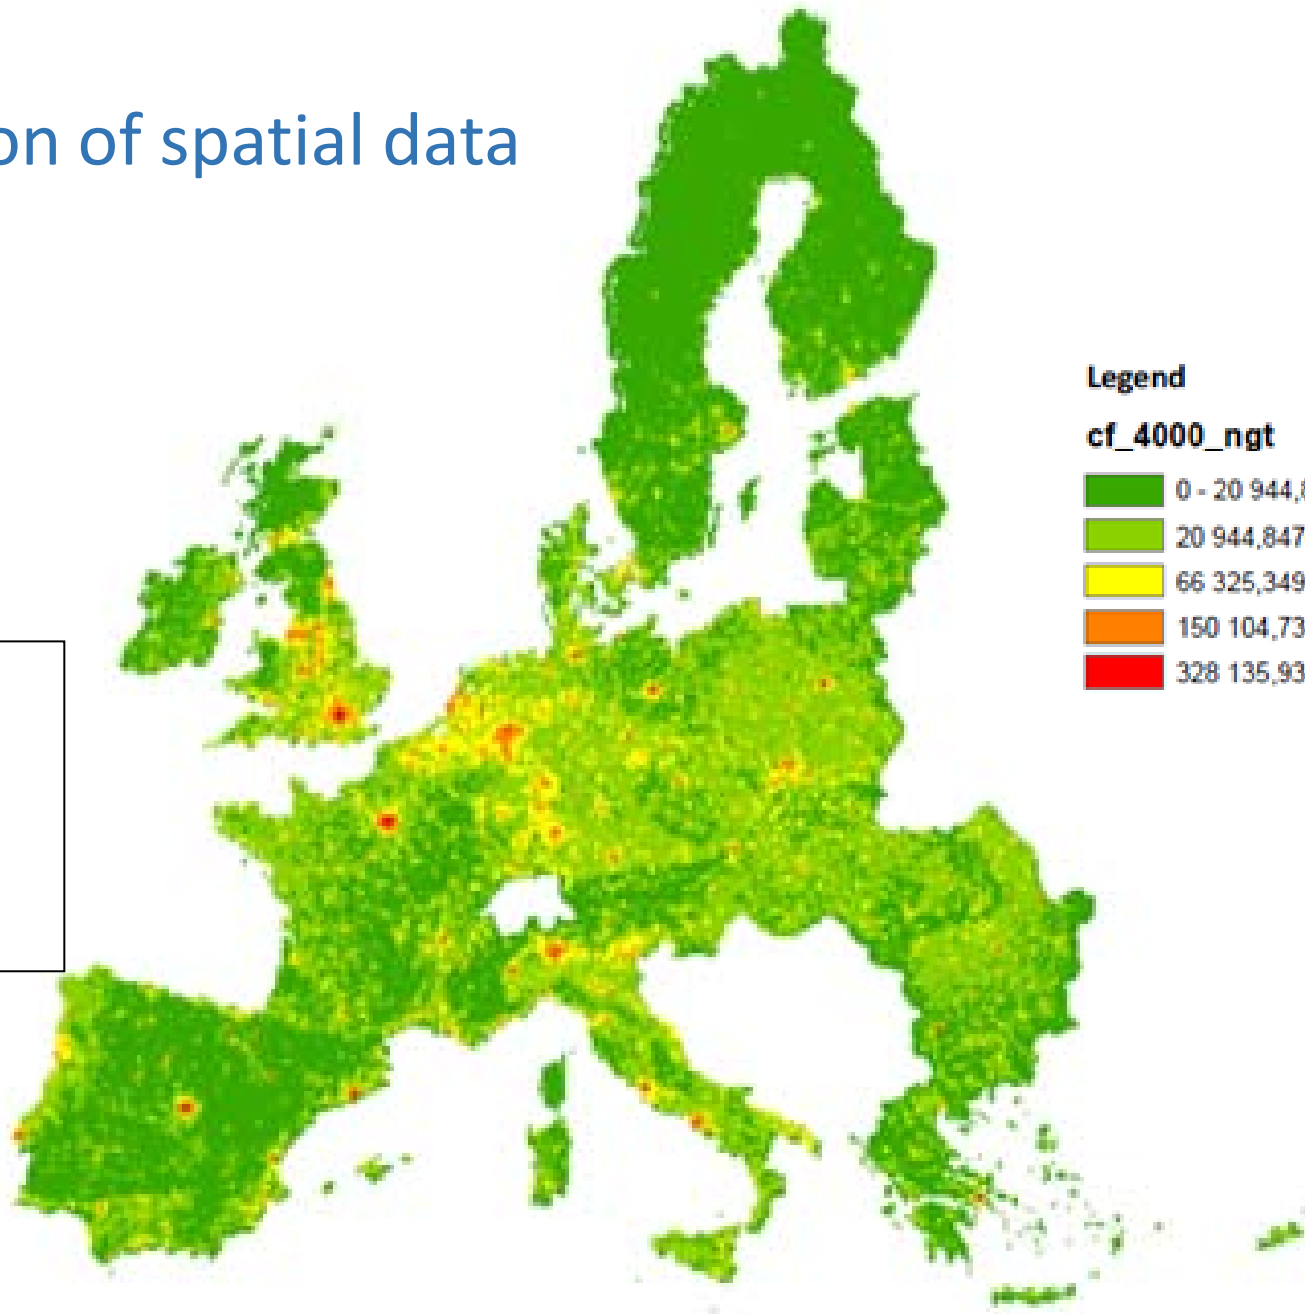 on of spatial data
Legend
cf_4000_ngt
0 - 20 944,8
20 944,847
66 325,349
150 104,73
328 135,93